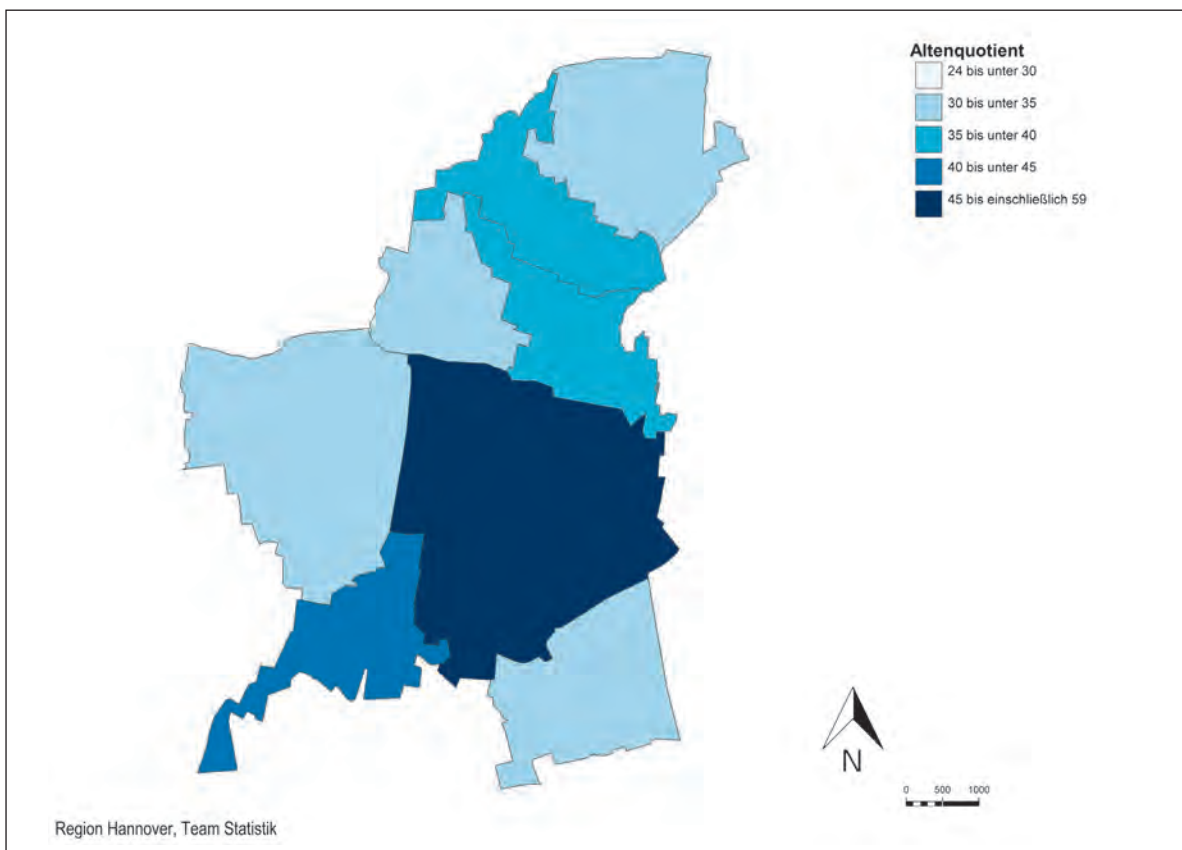 Altenquotient
24 bis unter 30
30 bis unter 35
35 bis unter 40
40 bis unter 45
45 bis einschließlich 59
N
0 500 1000
Region Hannover, Team Statistik